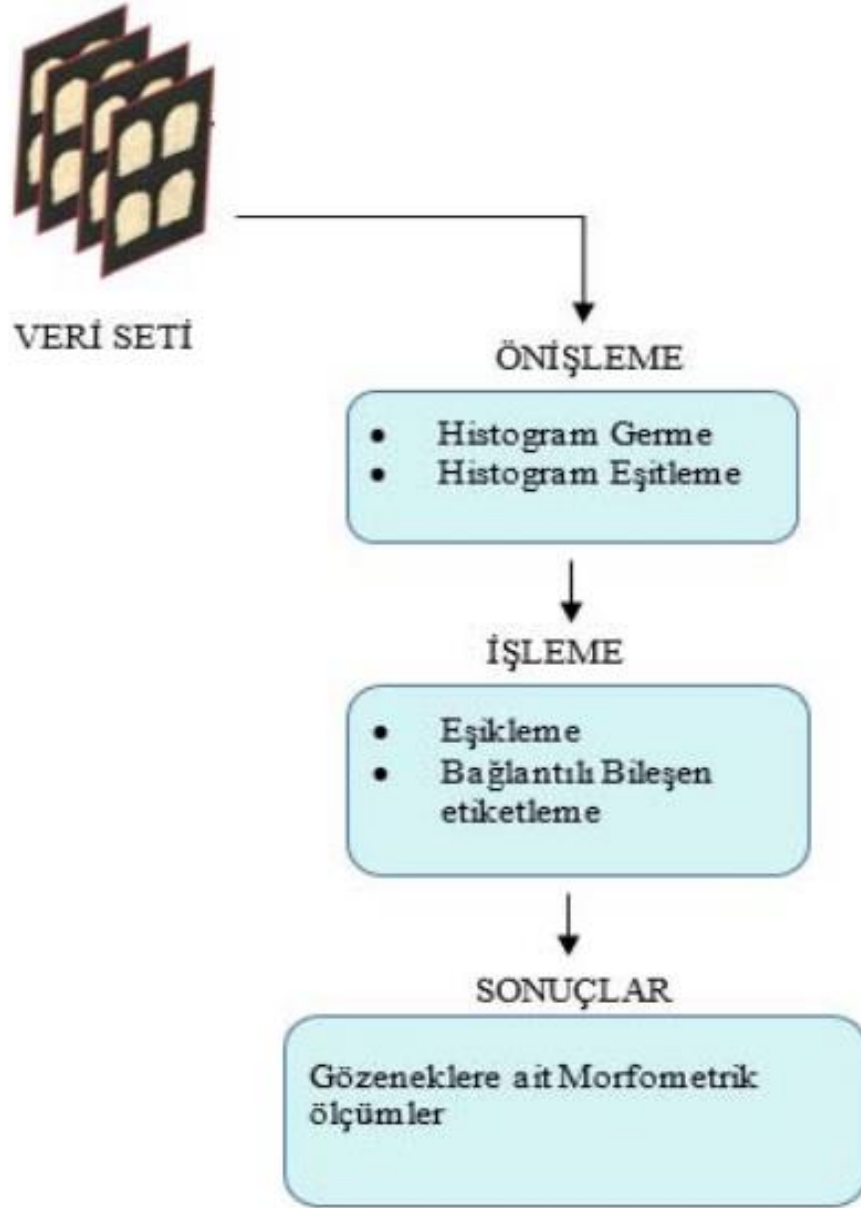 VERİ SETİ
ÖNİŞLEME
• Histogram Germe
• Histogram Eşitleme
İŞLEME
• Eşikleme
• Bağlantılı Bileşen
etiketleme
SONUÇLAR
Gözeneklere ait Morfometrik
ölçümler